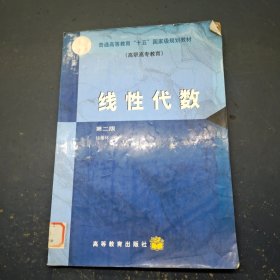 普通高等教育“十五”国家级规划教材
(高职高专教育)
线性代数
第二版
高等教育出版社